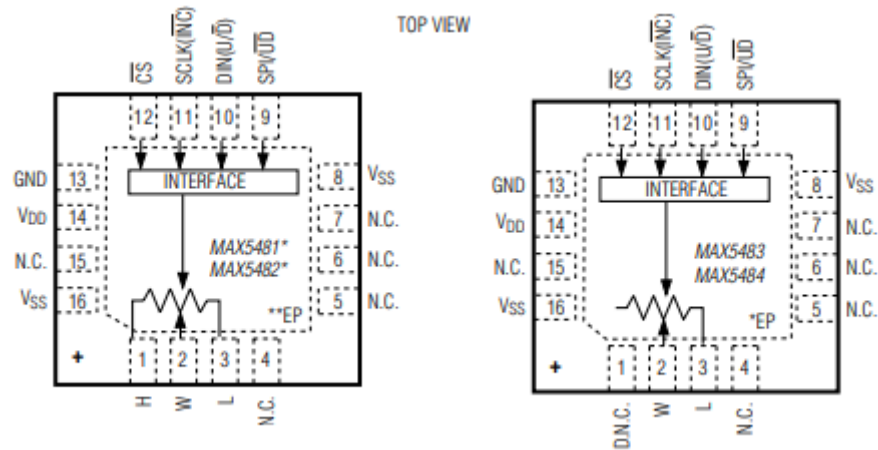 TOP VIEW
CS SCLK(INC) DIN(U/D) SPI/UD
12 11 10 9
INTERFACE
GND 13
VDD 14
N.C. 15
VSS 16
8 VSS
7 N.C.
6 N.C.
5 N.C.
MAX5481*
MAX5482*
**EP
+
1 2 3 4
H W L N.C.
CS SCLK(INC) DIN(U/D) SPI/UD
12 11 10 9
INTERFACE
GND 13
VDD 14
N.C. 15
VSS 16
8 VSS
7 N.C.
6 N.C.
5 N.C.
MAX5483
MAX5484
*EP
+
1 2 3 4
D.N.C. W L N.C.